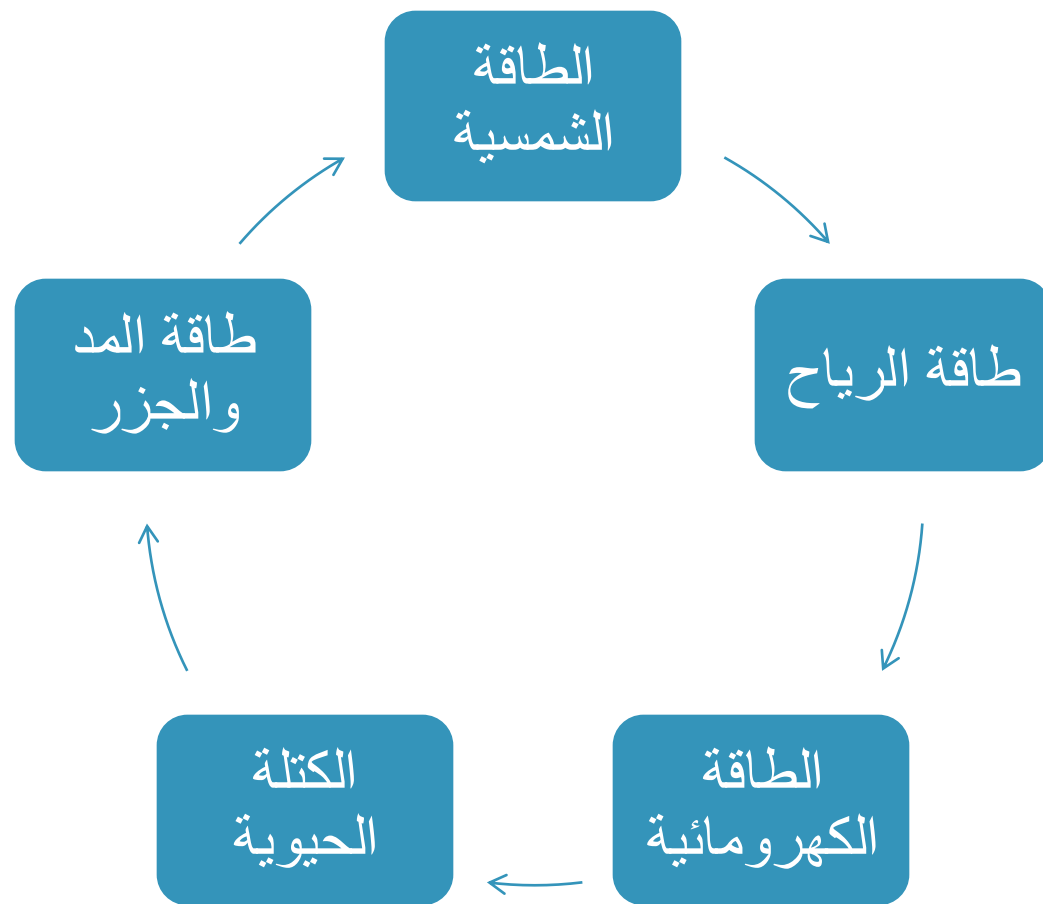 الطاقة
الشمسية
طاقة الرياح
الطاقة
الكهرومائية
الكتلة
الحيوية
طاقة المد
والجزر